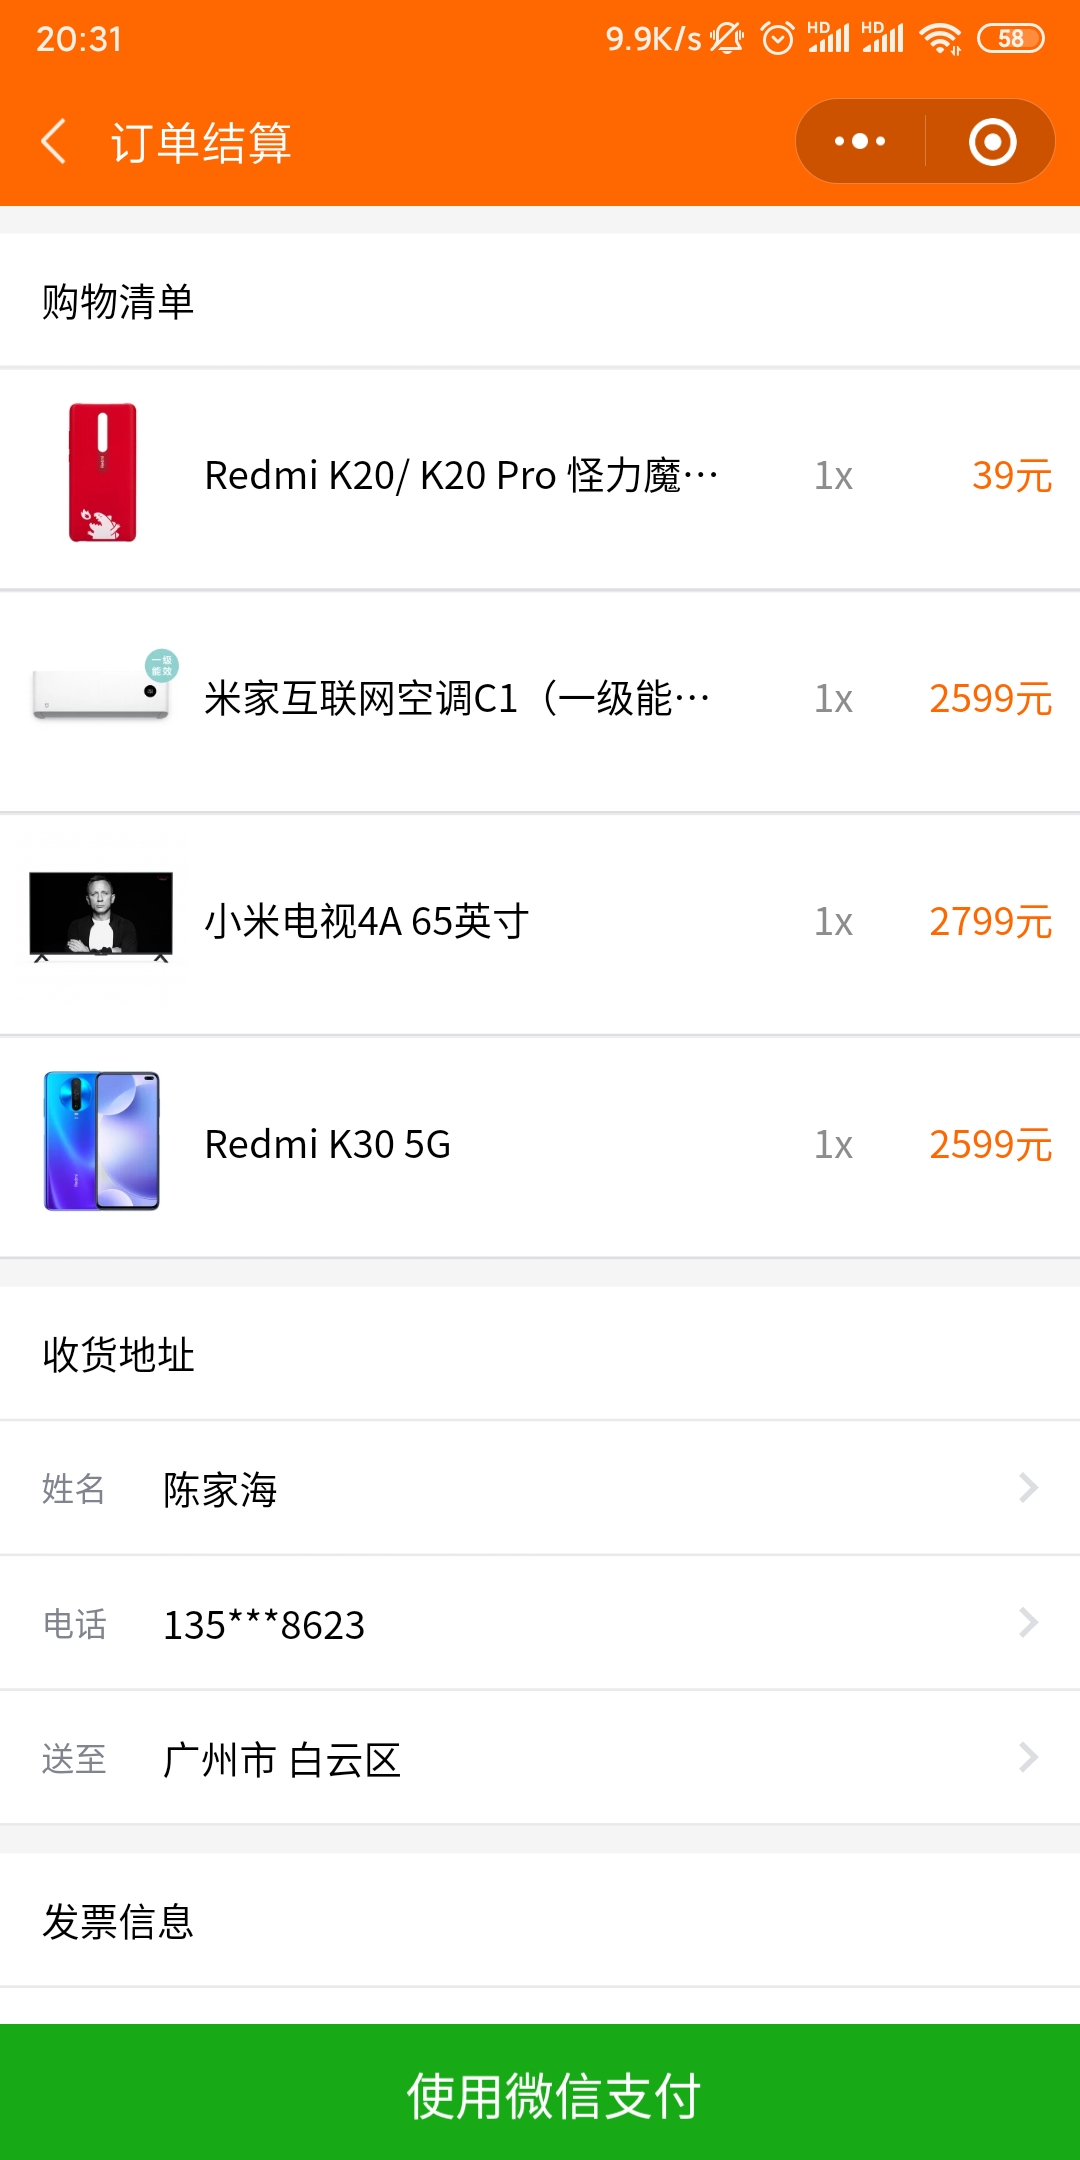 20:31 9.9K/s HD HD 58
订单结算
购物清单
Redmi K20/ K20 Pro 怪力魔… 1x 39元
一级
能效
米家互联网空调C1（一级能… 1x 2599元
小米电视4A 65英寸 1x 2799元
Redmi K30 5G 1x 2599元
收货地址
姓名 陈家海
电话 135***8623
送至 广州市 白云区
发票信息
使用微信支付